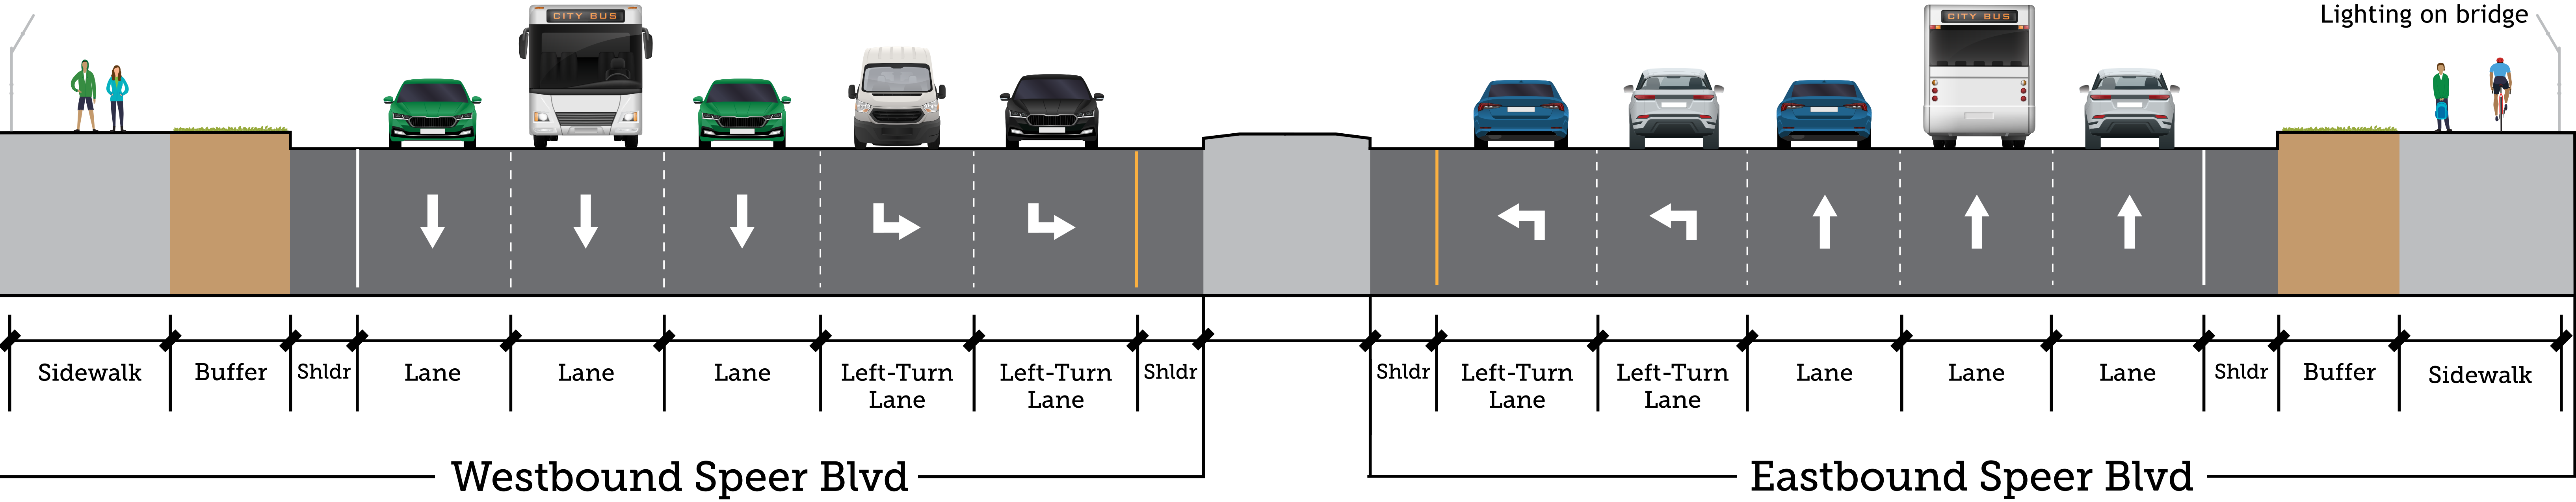 CITY BUS
CITY BUS
Lighting on bridge
Sidewalk
Buffer
Shldr
Lane
Lane
Lane
Left-Turn
Lane
Left-Turn
Lane
Shldr
Shldr
Left-Turn
Lane
Left-Turn
Lane
Lane
Lane
Lane
Shldr
Buffer
Sidewalk
Westbound Speer Blvd
Eastbound Speer Blvd